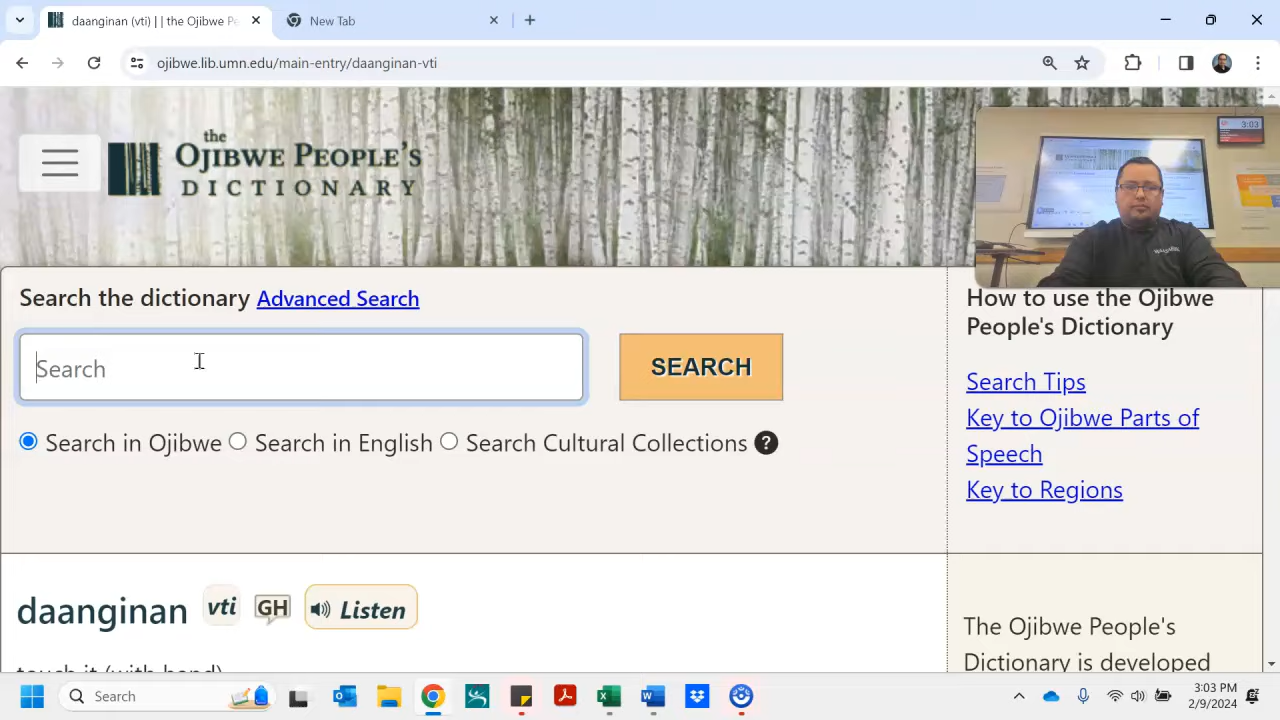 daanginan (vti) | | the Ojibwe Pe
New Tab
ojibwe.lib.umn.edu/main-entry/daanginan-vti
the
OJIBWE PEOPLE'S
DICTIONARY
3:03
Search the dictionary Advanced Search
Search
SEARCH
Search in Ojibwe Search in English Search Cultural Collections ?
How to use the Ojibwe
People's Dictionary
Search Tips
Key to Ojibwe Parts of
Speech
Key to Regions
daanginan vti GH Listen
touch it (with hand)
The Ojibwe People's
Dictionary is developed
Search
3:03 PM
2/9/2024